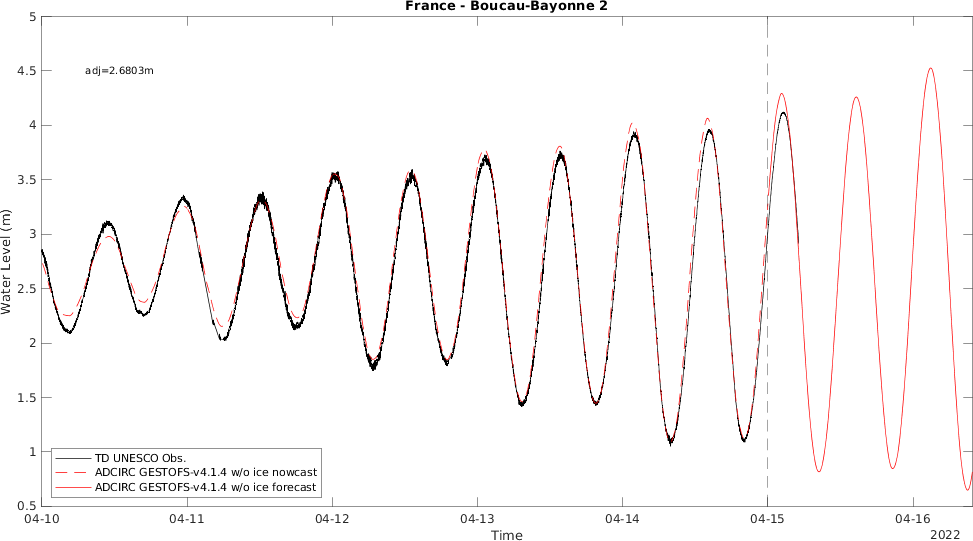 France - Boucau-Bayonne 2
5
4.5
4
3.5
3
2.5
2
1.5
1
0.5
Water Level (m)
adj=2.6803m
TD UNESCO Obs.
ADCIRC GESTOFS-v4.1.4 w/o ice nowcast
ADCIRC GESTOFS-v4.1.4 w/o ice forecast
04-10 04-11 04-12 04-13 04-14 04-15 04-16
Time
2022